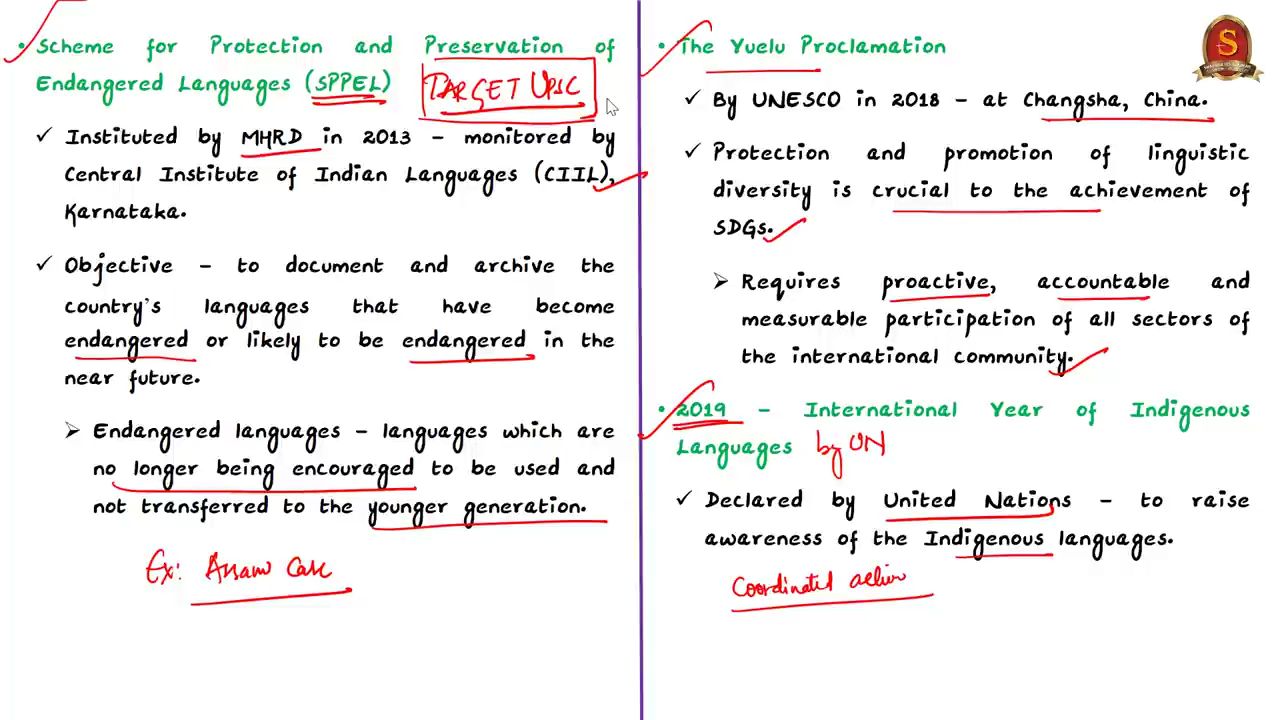 • Scheme for Protection and Preservation of
Endangered Languages (SPPEL)
TARGET UPSC
✓ Instituted by MHRD in 2013 - monitored by
Central Institute of Indian Languages (CIIL),
Karnataka.
✓ Objective - to document and archive the
country's languages that have become
endangered or likely to be endangered in the
near future.
➤ Endangered languages - languages which are
no longer being encouraged to be used and
not transferred to the younger generation.
Ex: Assam Case
• The Yuelu Proclamation
✓ By UNESCO in 2018 - at Changsha, China.
✓ Protection and promotion of linguistic
diversity is crucial to the achievement of
SDGs.
➤ Requires proactive, accountable and
measurable participation of all sectors of
the international community.
• 2019 - International Year of Indigenous
Languages by UN
✓ Declared by United Nations - to raise
awareness of the Indigenous languages.
Coordinated action
S